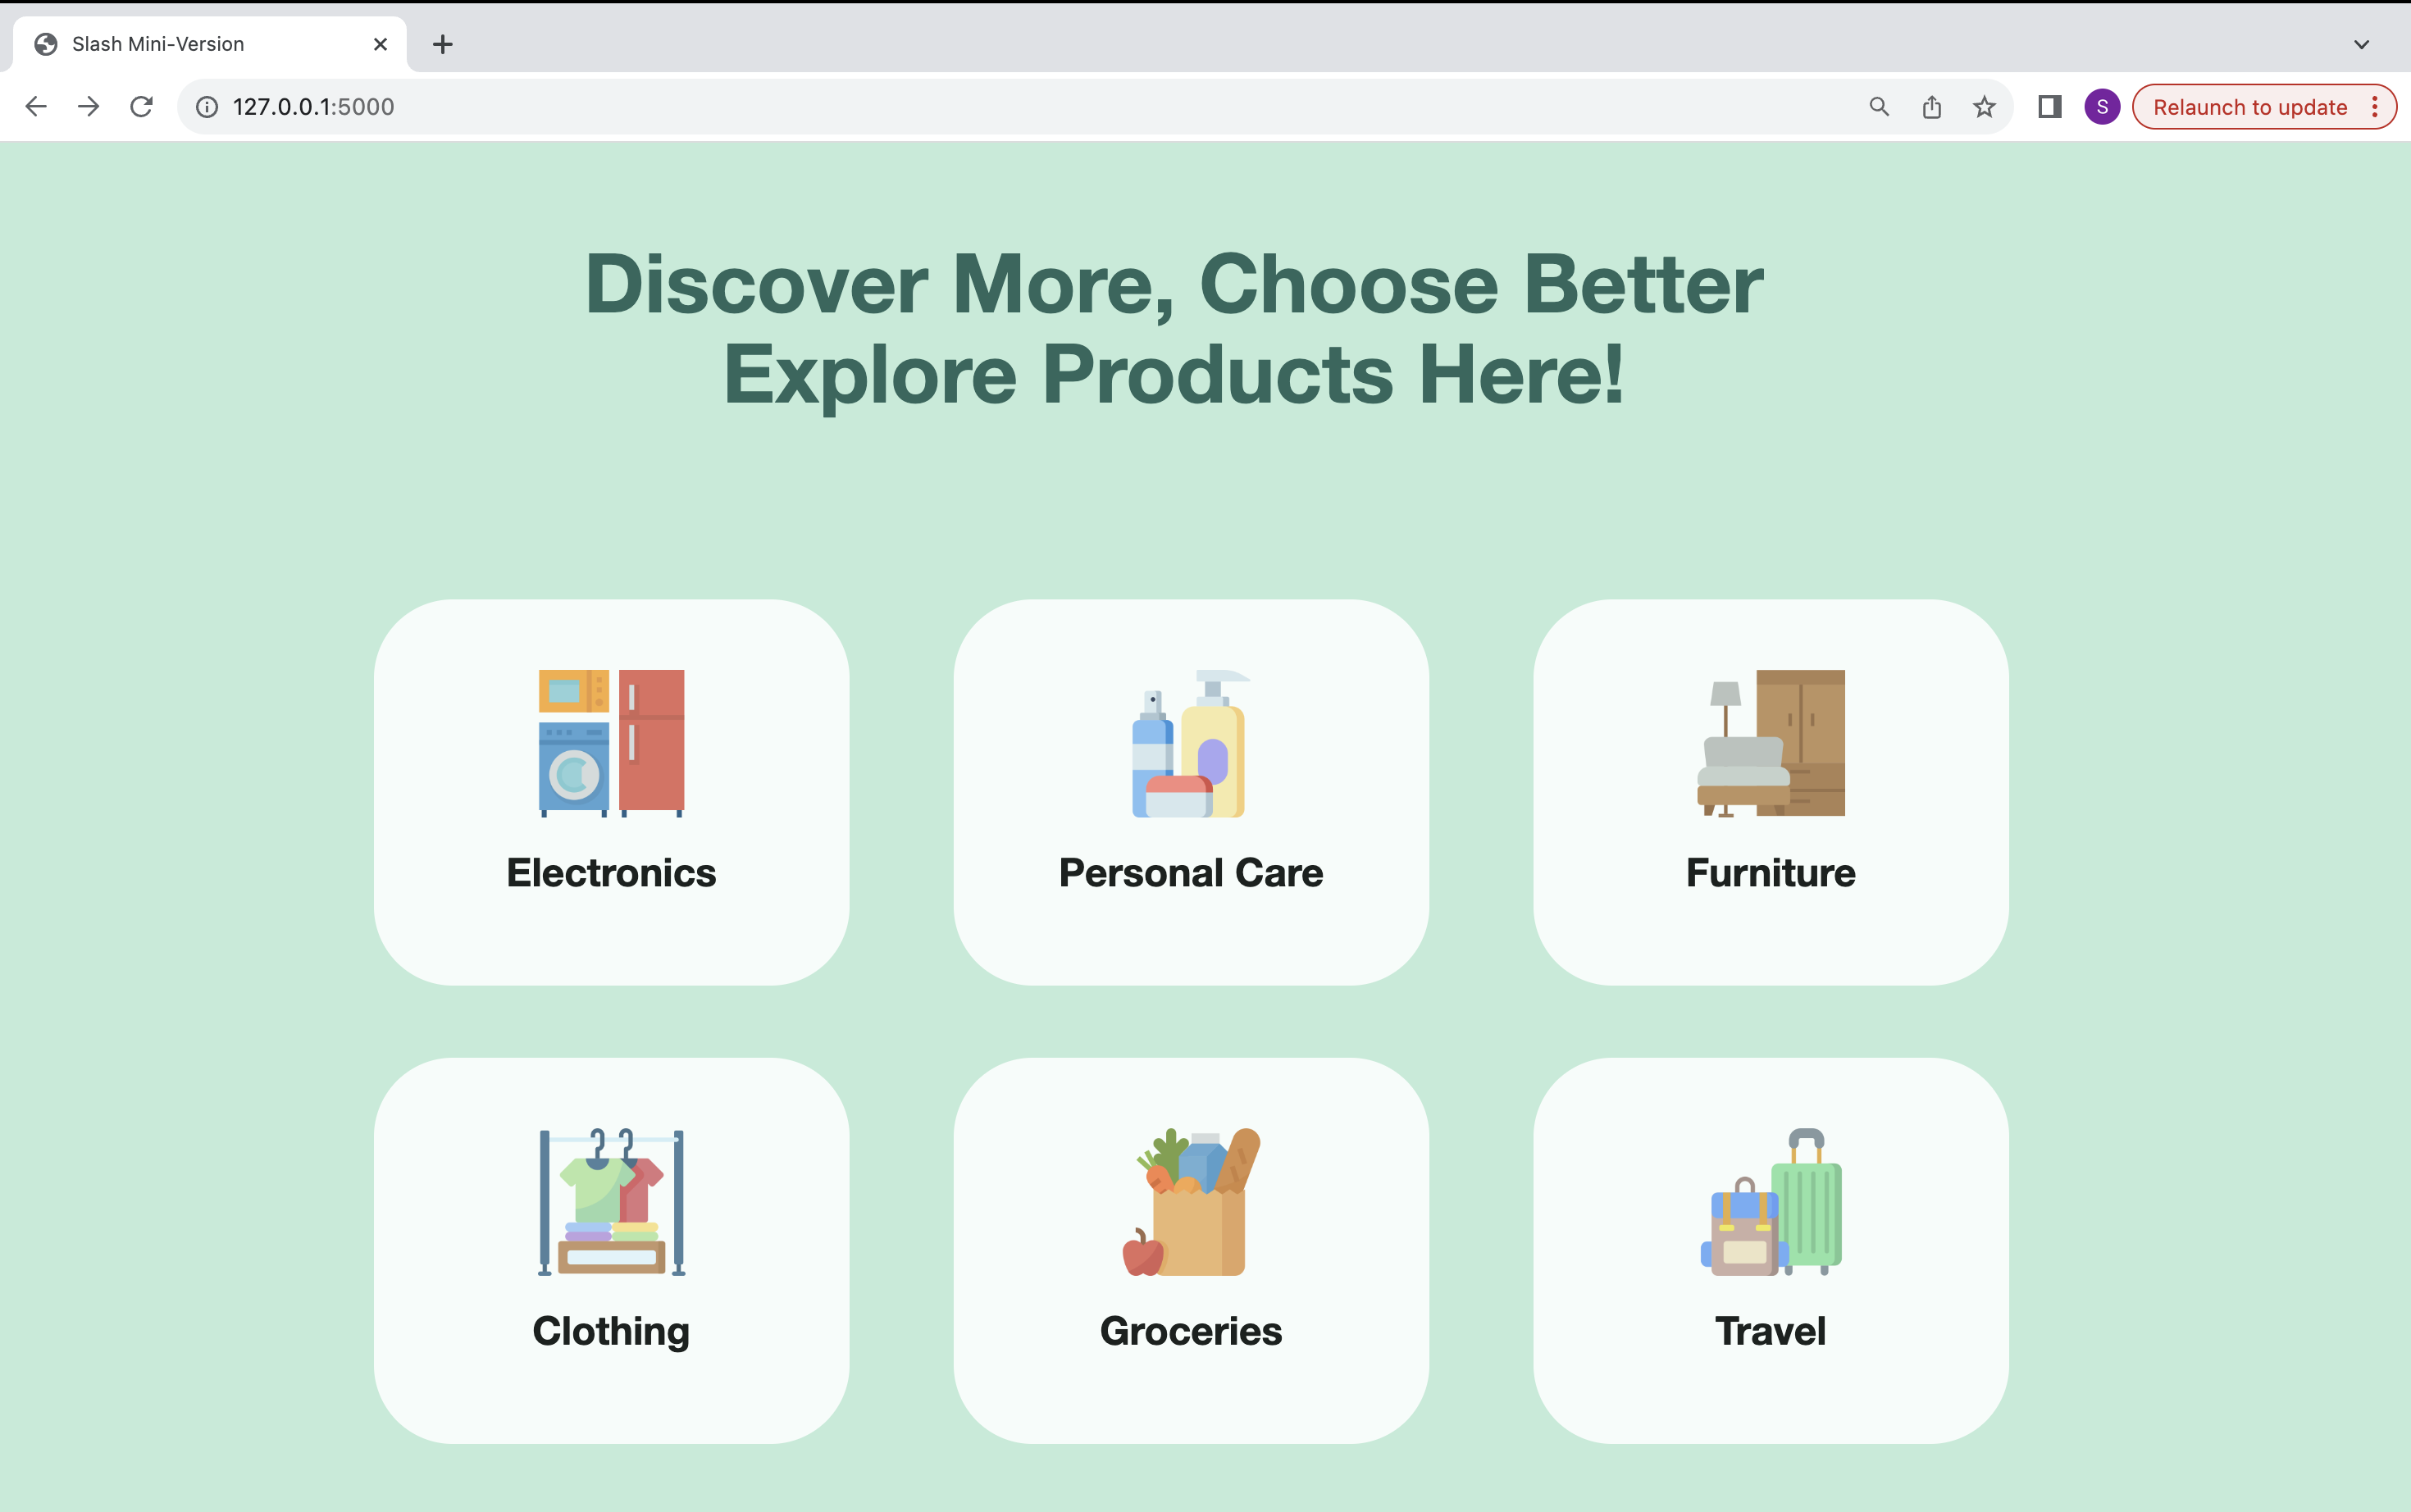 Slash Mini-Version
127.0.0.1:5000
S
Relaunch to update
Discover More, Choose Better
Explore Products Here!
Electronics
Personal Care
Furniture
Clothing
Groceries
Travel